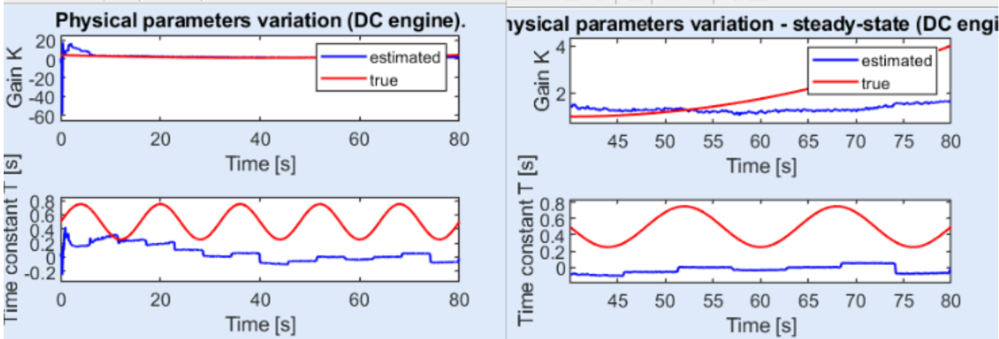 Physical parameters variation (DC engine).
20
0
-20
-40
-60
Gain K
estimated
true
0 20 40 60 80
Time [s]
0.8
0.6
0.4
0.2
0
-0.2
Time constant T [s]
0 20 40 60 80
Time [s]
hysical parameters variation - steady-state (DC engi
4
2
Gain K
estimated
true
45 50 55 60 65 70 75 80
Time [s]
0.8
0.6
0.4
0.2
0
Time constant T [s]
45 50 55 60 65 70 75 80
Time [s]